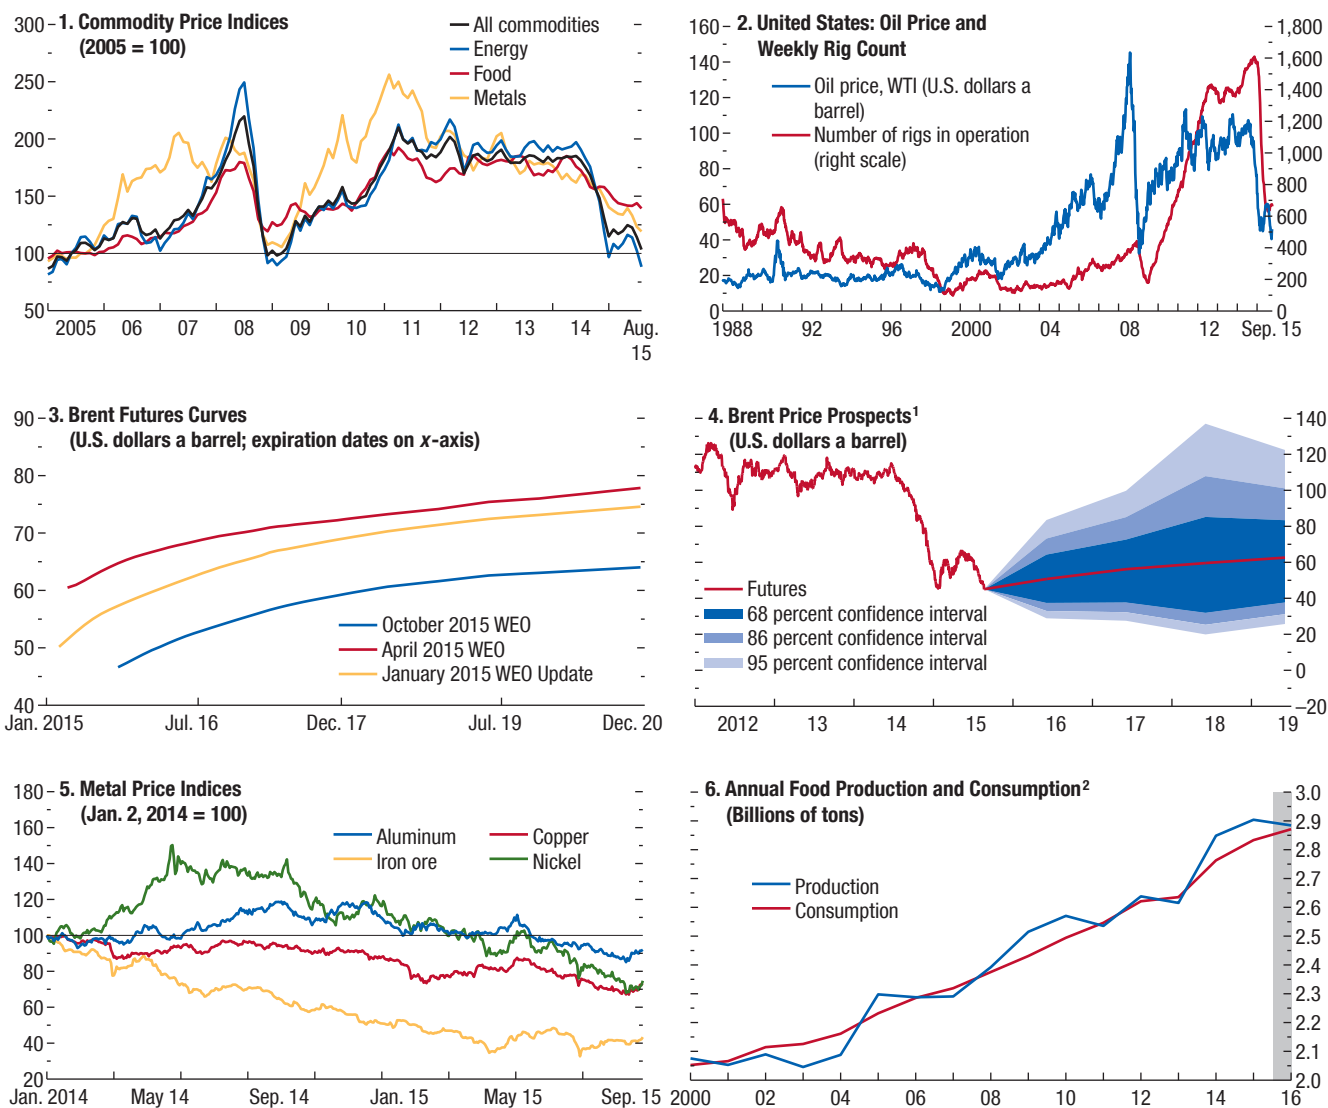 1. Commodity Price Indices
(2005 = 100)
All commodities
Energy
Food
Metals
300
250
200
150
100
50
2005 06 07 08 09 10 11 12 13 14 Aug.
15
2. United States: Oil Price and
Weekly Rig Count
Oil price, WTI (U.S. dollars a
barrel)
Number of rigs in operation
(right scale)
160
140
120
100
80
60
40
20
0
1,800
1,600
1,400
1,200
1,000
800
600
400
200
0
1988 92 96 2000 04 08 12 Sep. 15
3. Brent Futures Curves
(U.S. dollars a barrel; expiration dates on x-axis)
90
80
70
60
50
40
October 2015 WEO
April 2015 WEO
January 2015 WEO Update
Jan. 2015 Jul. 16 Dec. 17 Jul. 19 Dec. 20
4. Brent Price Prospects¹
(U.S. dollars a barrel)
Futures
68 percent confidence interval
86 percent confidence interval
95 percent confidence interval
140
120
100
80
60
40
20
0
–20
2012 13 14 15 16 17 18 19
5. Metal Price Indices
(Jan. 2, 2014 = 100)
Aluminum
Copper
Iron ore
Nickel
180
160
140
120
100
80
60
40
20
Jan. 2014 May 14 Sep. 14 Jan. 15 May 15 Sep. 15
6. Annual Food Production and Consumption²
(Billions of tons)
Production
Consumption
3.0
2.9
2.8
2.7
2.6
2.5
2.4
2.3
2.2
2.1
2.0
2000 02 04 06 08 10 12 14 16